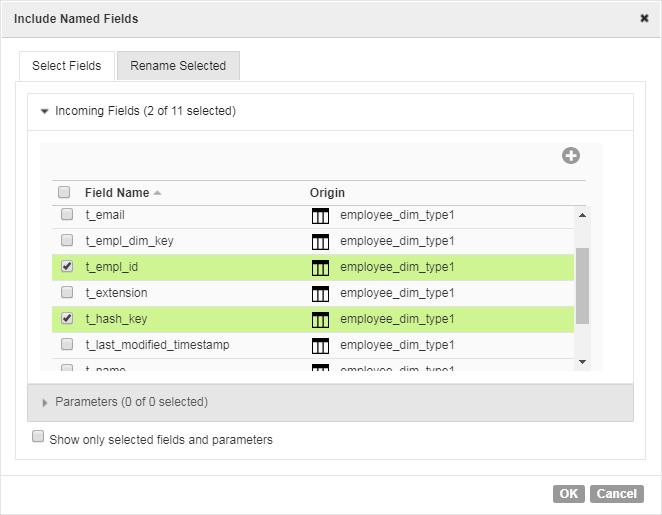 Include Named Fields
Select Fields Rename Selected
Incoming Fields (2 of 11 selected)
Field Name Origin
t_email employee_dim_type1
t_empl_dim_key employee_dim_type1
t_empl_id employee_dim_type1
t_extension employee_dim_type1
t_hash_key employee_dim_type1
t_last_modified_timestamp employee_dim_type1
t_name employee_dim_type1
Parameters (0 of 0 selected)
Show only selected fields and parameters
OK Cancel